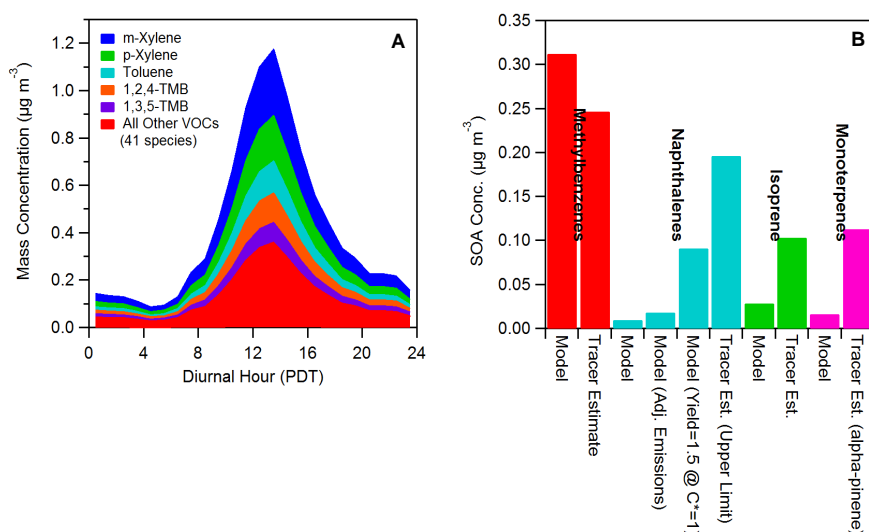 A
1.2
1.0
0.8
0.6
0.4
0.2
0.0
Mass Concentration (µg m⁻³)
m-Xylene
p-Xylene
Toluene
1,2,4-TMB
1,3,5-TMB
All Other VOCs
(41 species)
0
4
8
12
16
20
24
Diurnal Hour (PDT)
B
0.35
0.30
0.25
0.20
0.15
0.10
0.05
0.00
SOA Conc. (µg m⁻³)
Methylbenzenes
Naphthalenes
Isoprene
Monoterpenes
Model
Tracer Estimate
Model
Model (Adj. Emissions)
Model (Yield=1.5 @ C*=1)
Tracer Est. (Upper Limit)
Model
Tracer Est.
Model
Tracer Est. (alpha-pinene)